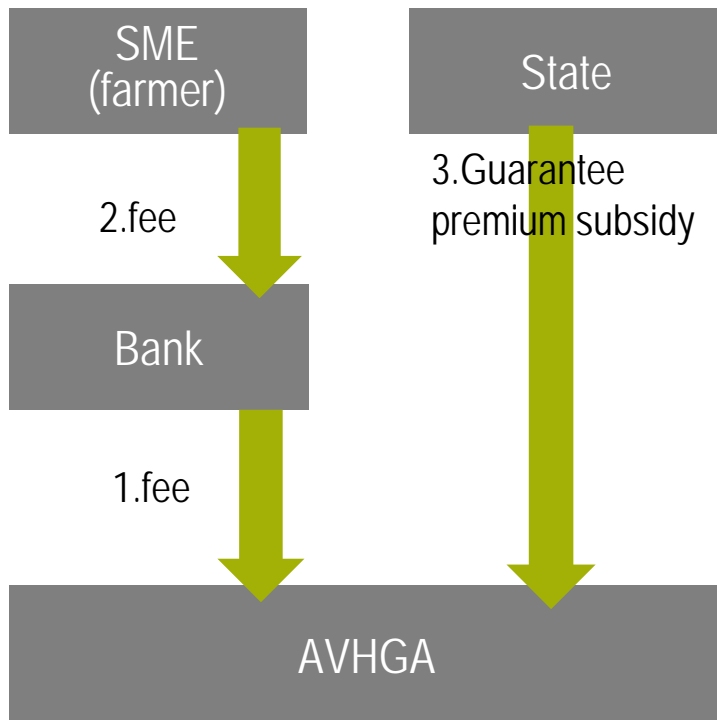 SME
(farmer)
State
3.Guarantee
premium subsidy
2.fee
Bank
1.fee
AVHGA